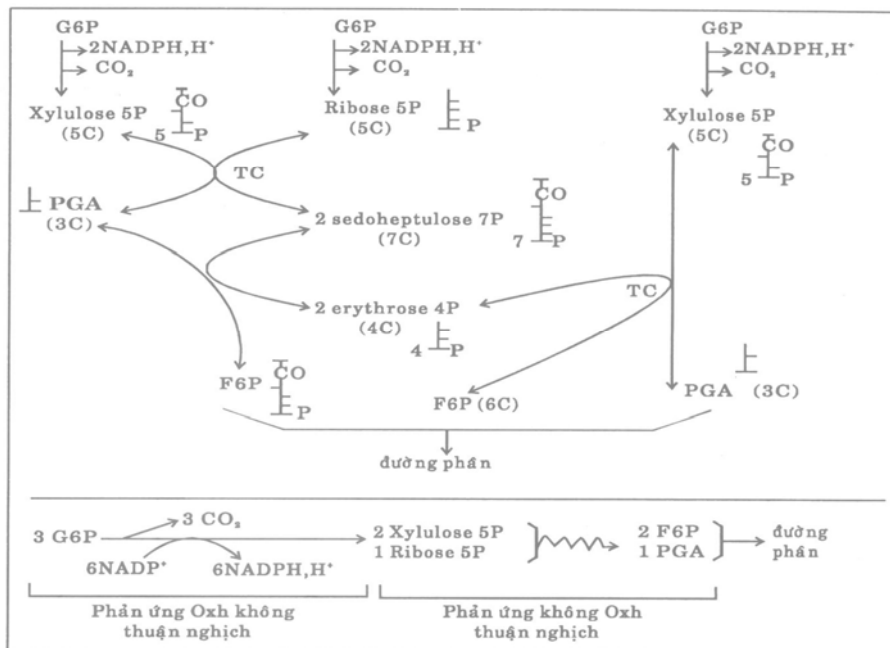 G6P
2NADPH,H⁺
CO₂
Xylulose 5P
(5C)
CO
5
P
G6P
2NADPH,H⁺
CO₂
Ribose 5P
(5C)
P
G6P
2NADPH,H⁺
CO₂
Xylulose 5P
(5C)
CO
5
P
TC
PGA
(3C)
2 sedoheptulose 7P
(7C)
CO
7
P
TC
2 erythrose 4P
(4C)
4
P
F6P
CO
P
F6P (6C)
PGA (3C)
đường phân
3 G6P
3 CO₂
6NADP⁺
6NADPH,H⁺
2 Xylulose 5P
1 Ribose 5P
2 F6P
1 PGA
đường
phân
Phản ứng Oxh không
thuận nghịch
Phản ứng không Oxh
thuận nghịch